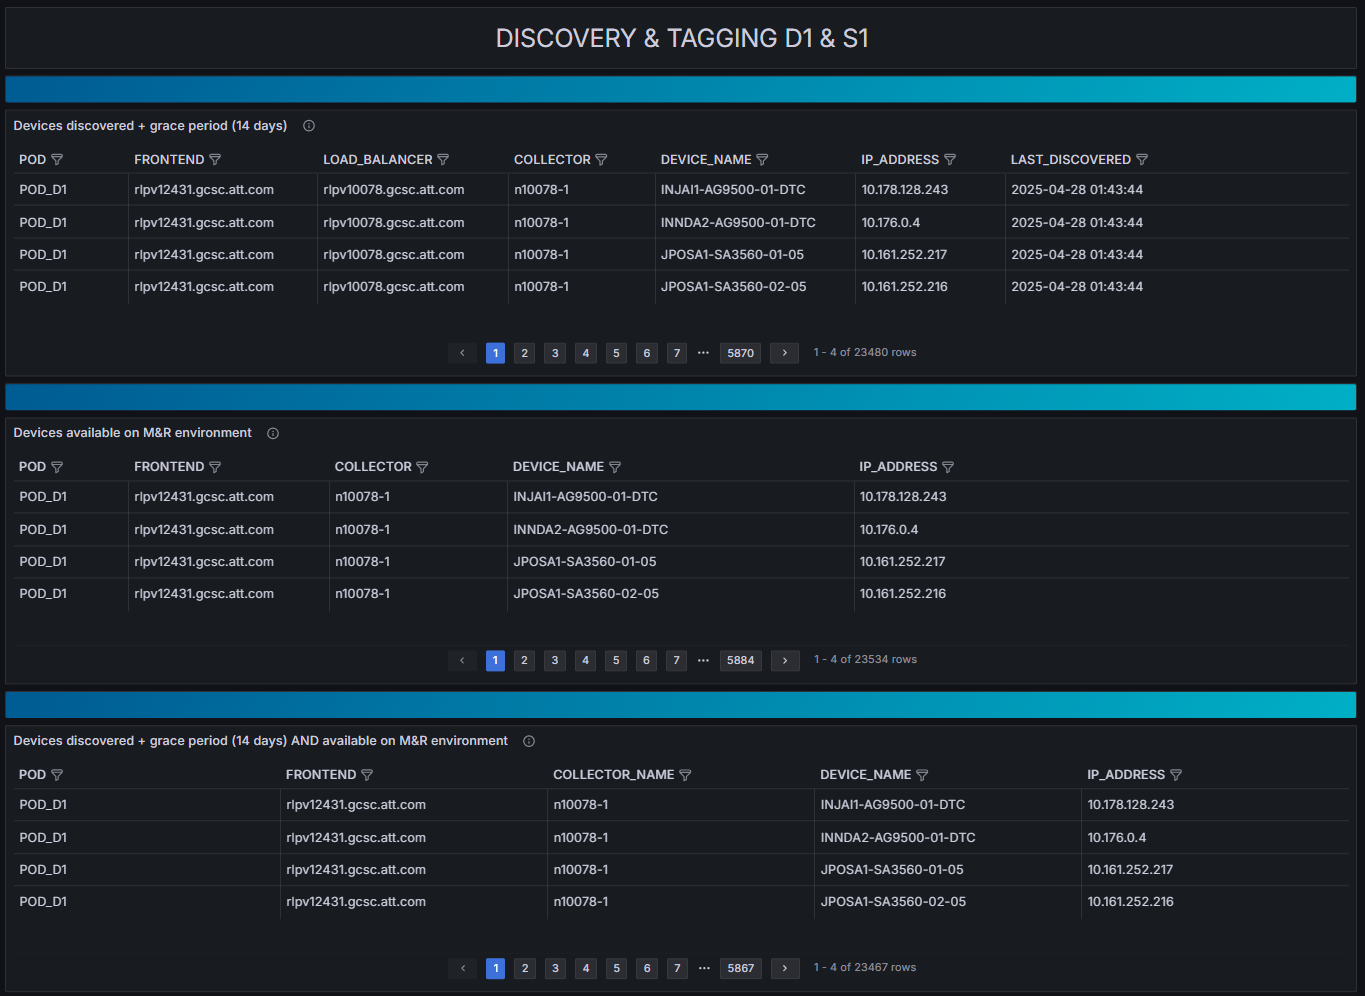 DISCOVERY & TAGGING D1 & S1
Devices discovered + grace period (14 days)
POD FRONTEND LOAD_BALANCER COLLECTOR DEVICE_NAME IP_ADDRESS LAST_DISCOVERED
POD_D1 rlpv12431.gcsc.att.com rlpv10078.gcsc.att.com n10078-1 INJAI1-AG9500-01-DTC 10.178.128.243 2025-04-28 01:43:44
POD_D1 rlpv12431.gcsc.att.com rlpv10078.gcsc.att.com n10078-1 INNDA2-AG9500-01-DTC 10.176.0.4 2025-04-28 01:43:44
POD_D1 rlpv12431.gcsc.att.com rlpv10078.gcsc.att.com n10078-1 JPOSA1-SA3560-01-05 10.161.252.217 2025-04-28 01:43:44
POD_D1 rlpv12431.gcsc.att.com rlpv10078.gcsc.att.com n10078-1 JPOSA1-SA3560-02-05 10.161.252.216 2025-04-28 01:43:44
‹ 1 2 3 4 5 6 7 ··· 5870 › 1 - 4 of 23480 rows
Devices available on M&R environment
POD FRONTEND COLLECTOR DEVICE_NAME IP_ADDRESS
POD_D1 rlpv12431.gcsc.att.com n10078-1 INJAI1-AG9500-01-DTC 10.178.128.243
POD_D1 rlpv12431.gcsc.att.com n10078-1 INNDA2-AG9500-01-DTC 10.176.0.4
POD_D1 rlpv12431.gcsc.att.com n10078-1 JPOSA1-SA3560-01-05 10.161.252.217
POD_D1 rlpv12431.gcsc.att.com n10078-1 JPOSA1-SA3560-02-05 10.161.252.216
‹ 1 2 3 4 5 6 7 ··· 5884 › 1 - 4 of 23534 rows
Devices discovered + grace period (14 days) AND available on M&R environment
POD FRONTEND COLLECTOR_NAME DEVICE_NAME IP_ADDRESS
POD_D1 rlpv12431.gcsc.att.com n10078-1 INJAI1-AG9500-01-DTC 10.178.128.243
POD_D1 rlpv12431.gcsc.att.com n10078-1 INNDA2-AG9500-01-DTC 10.176.0.4
POD_D1 rlpv12431.gcsc.att.com n10078-1 JPOSA1-SA3560-01-05 10.161.252.217
POD_D1 rlpv12431.gcsc.att.com n10078-1 JPOSA1-SA3560-02-05 10.161.252.216
‹ 1 2 3 4 5 6 7 ··· 5867 › 1 - 4 of 23467 rows